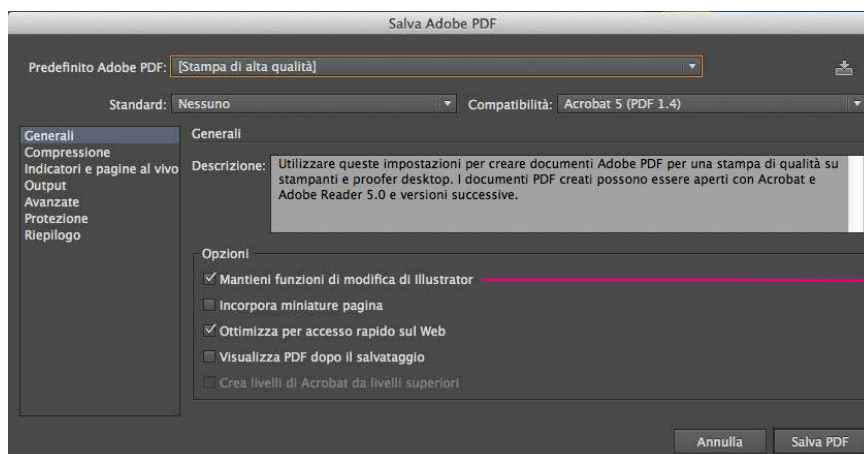 Salva Adobe PDF
Predefinito Adobe PDF: [Stampa di alta qualità]
Standard: Nessuno Compatibilità: Acrobat 5 (PDF 1.4)
Generali
Compressione
Indicatori e pagine al vivo
Output
Avanzate
Protezione
Riepilogo
Generali
Descrizione: Utilizzare queste impostazioni per creare documenti Adobe PDF per una stampa di qualità su
stampanti e proofer desktop. I documenti PDF creati possono essere aperti con Acrobat e
Adobe Reader 5.0 e versioni successive.
Opzioni
Mantieni funzioni di modifica di Illustrator
Incorpora miniature pagina
Ottimizza per accesso rapido sul Web
Visualizza PDF dopo il salvataggio
Crea livelli di Acrobat da livelli superiori
Annulla Salva PDF